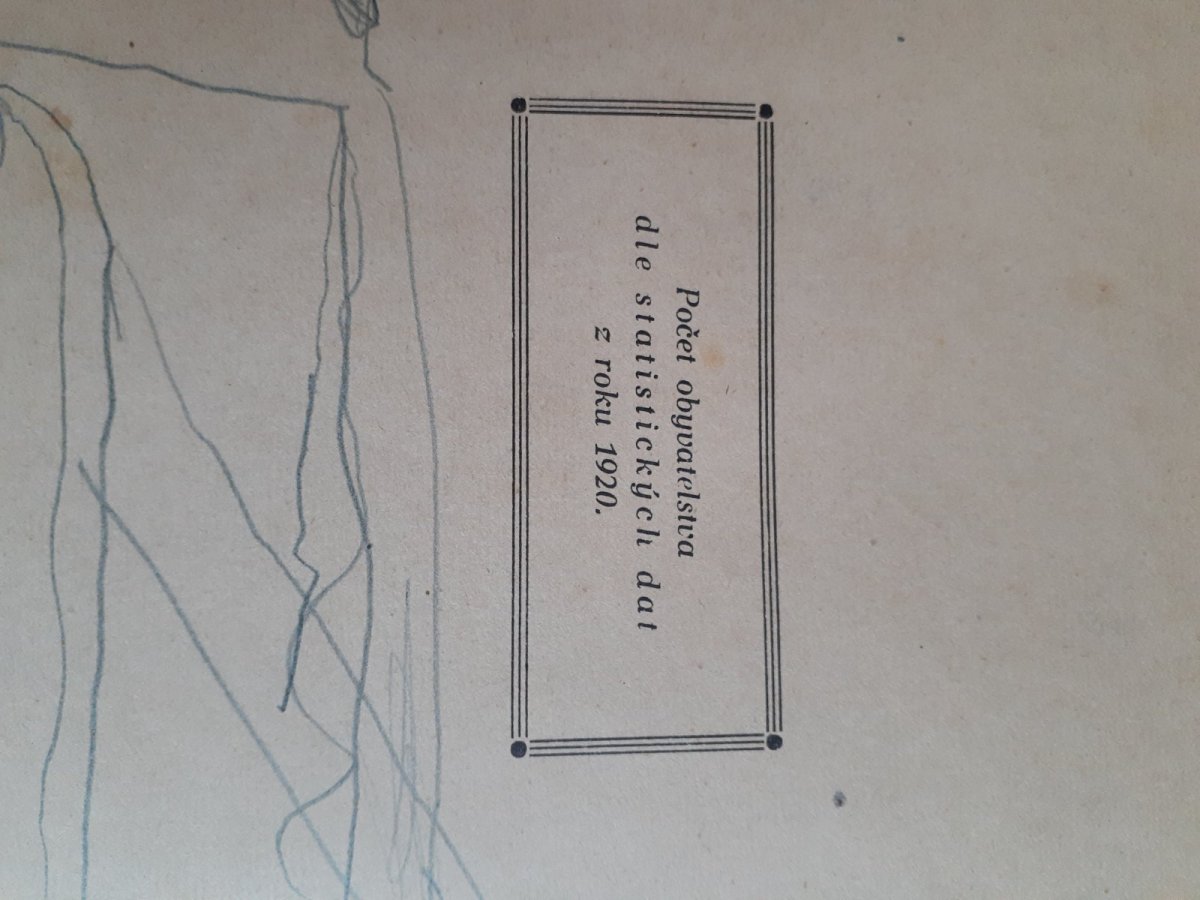 Počet obyvatelstva
dle statistických dat
z roku 1920.